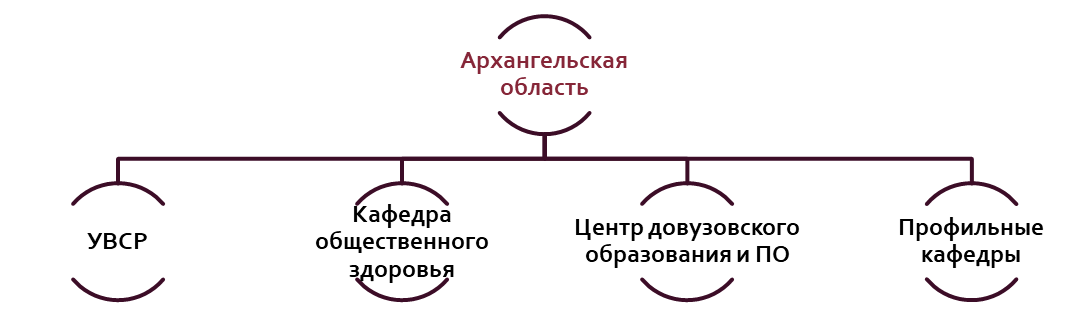 Архангельская
область
УВСР
Кафедра
общественного
здоровья
Центр довузовского
образования и ПО
Профильные
кафедры